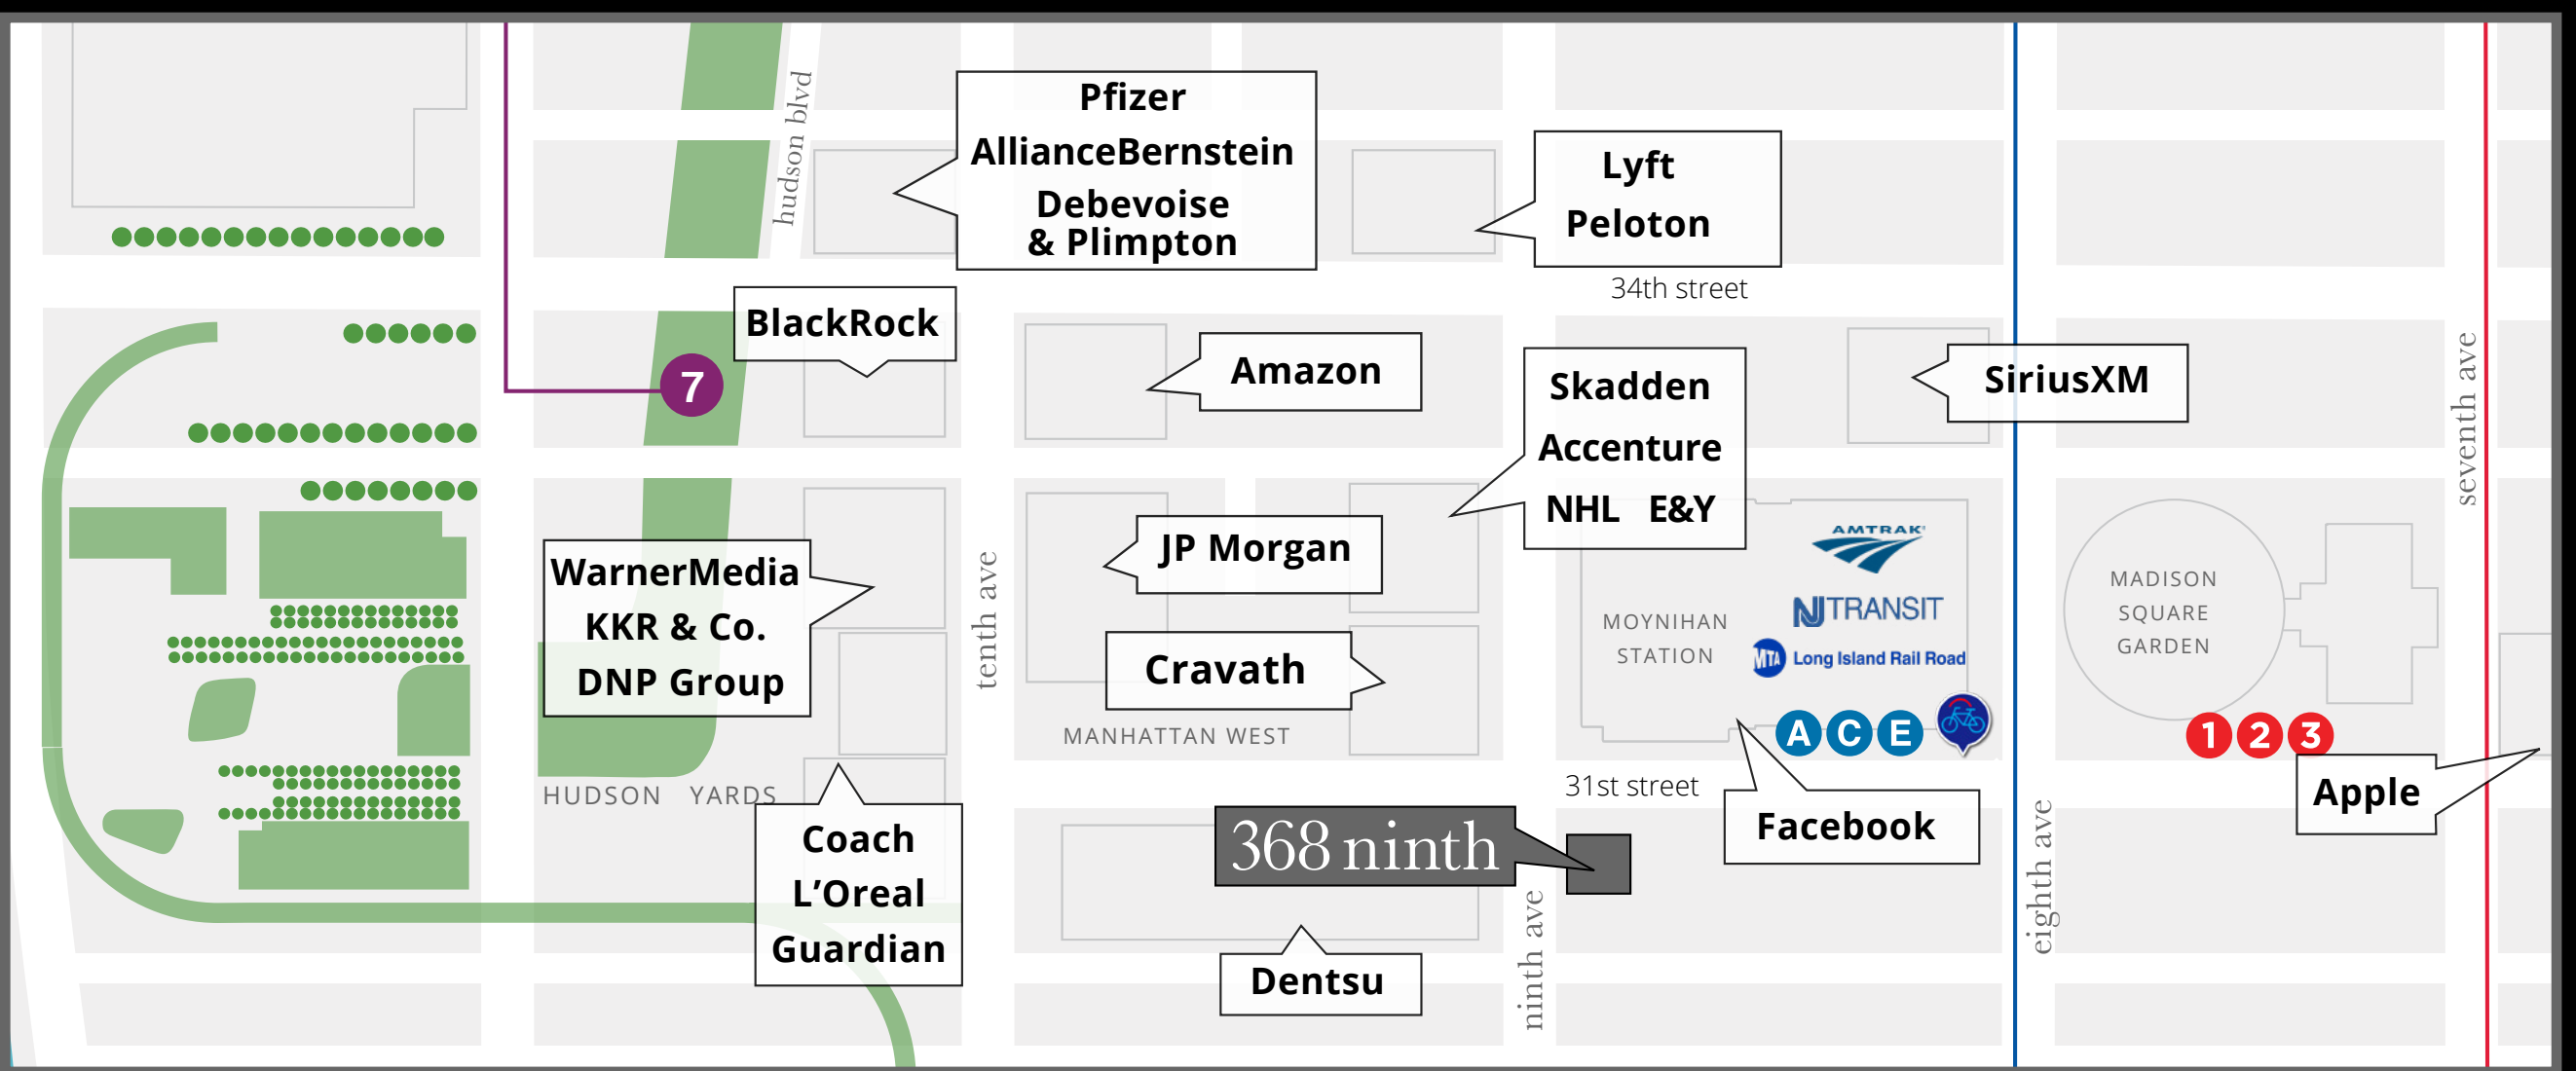 hudson blvd
Pfizer
AllianceBernstein
Debevoise
& Plimpton
Lyft
Peloton
34th street
BlackRock
7
Amazon
Skadden
Accenture
NHL E&Y
SiriusXM
seventh ave
WarnerMedia
KKR & Co.
DNP Group
tenth ave
JP Morgan
Cravath
MANHATTAN WEST
MOYNIHAN
STATION
AMTRAK
NJ TRANSIT
MTA Long Island Rail Road
A C E
MADISON
SQUARE
GARDEN
1 2 3
Apple
HUDSON YARDS
Coach
L’Oreal
Guardian
31st street
368 ninth
Facebook
Dentsu
ninth ave
eighth ave